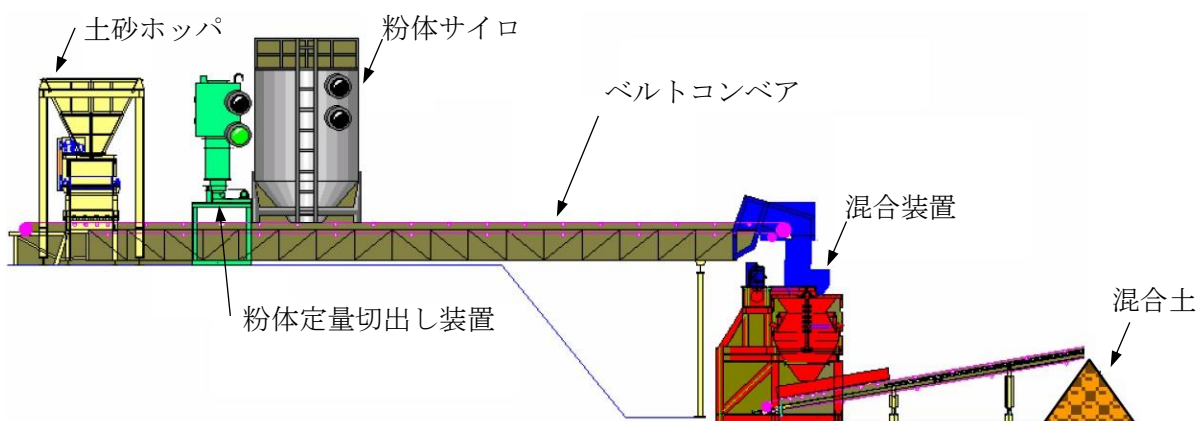 土砂ホッパ
粉体サイロ
ベルトコンベア
混合装置
混合土
粉体定量切出し装置